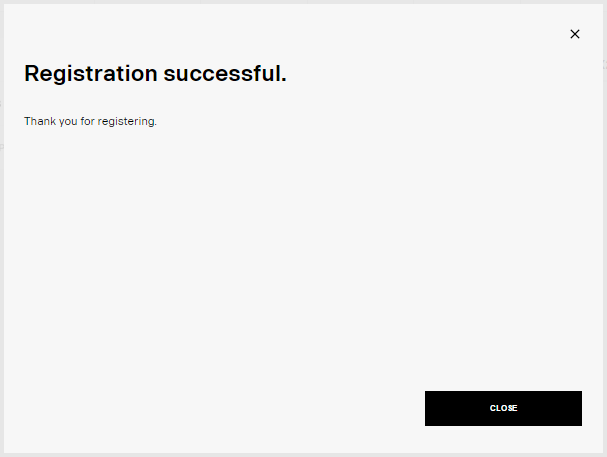 Registration successful.
Thank you for registering.
CLOSE